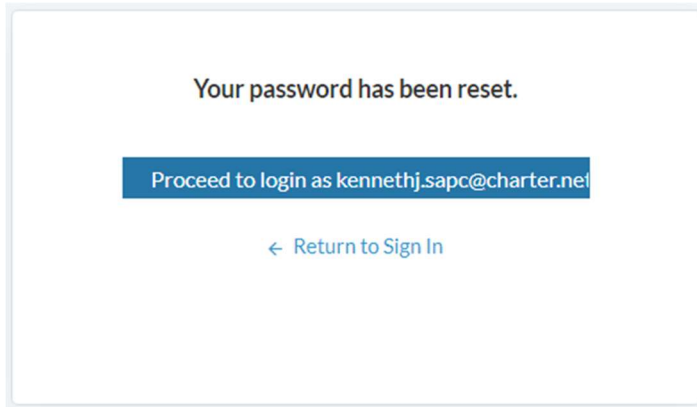 Your password has been reset.
Proceed to login as kennethj.sapc@charter.net
← Return to Sign In